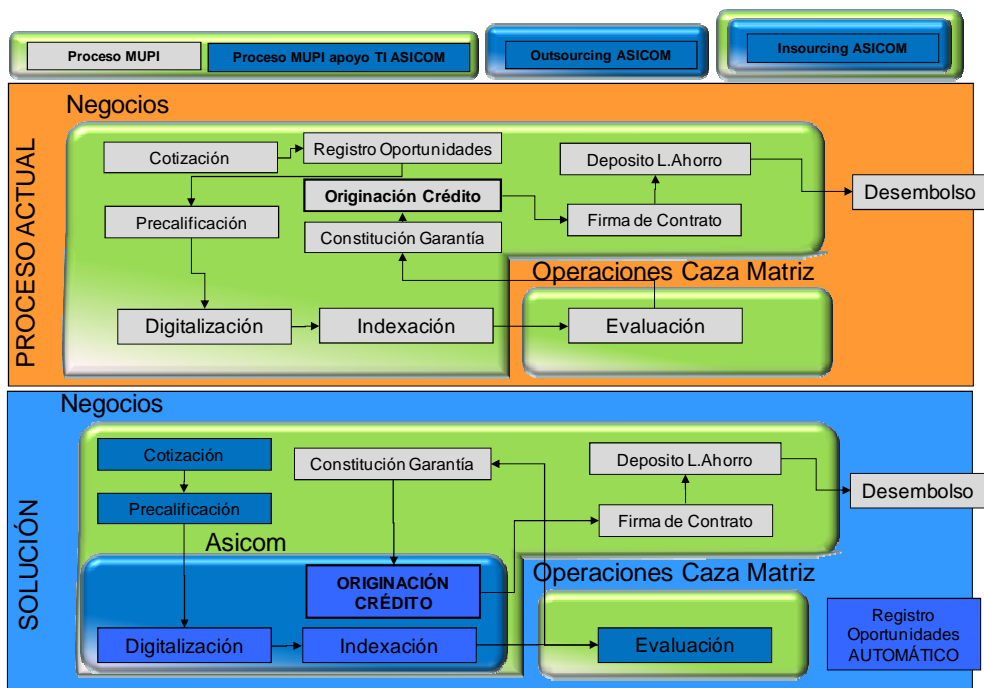 Proceso MUPI
Proceso MUPI apoyo TI ASICOM
Outsourcing ASICOM
Insourcing ASICOM
PROCESO ACTUAL
Negocios
Cotización
Registro Oportunidades
Deposito L.Ahorro
Desembolso
Originación Crédito
Precalificación
Firma de Contrato
Constitución Garantía
Operaciones Caza Matriz
Digitalización
Indexación
Evaluación
SOLUCIÓN
Negocios
Cotización
Constitución Garantía
Deposito L.Ahorro
Desembolso
Precalificación
Firma de Contrato
Asicom
ORIGINACIÓN
CRÉDITO
Operaciones Caza Matriz
Digitalización
Indexación
Evaluación
Registro
Oportunidades
AUTOMÁTICO